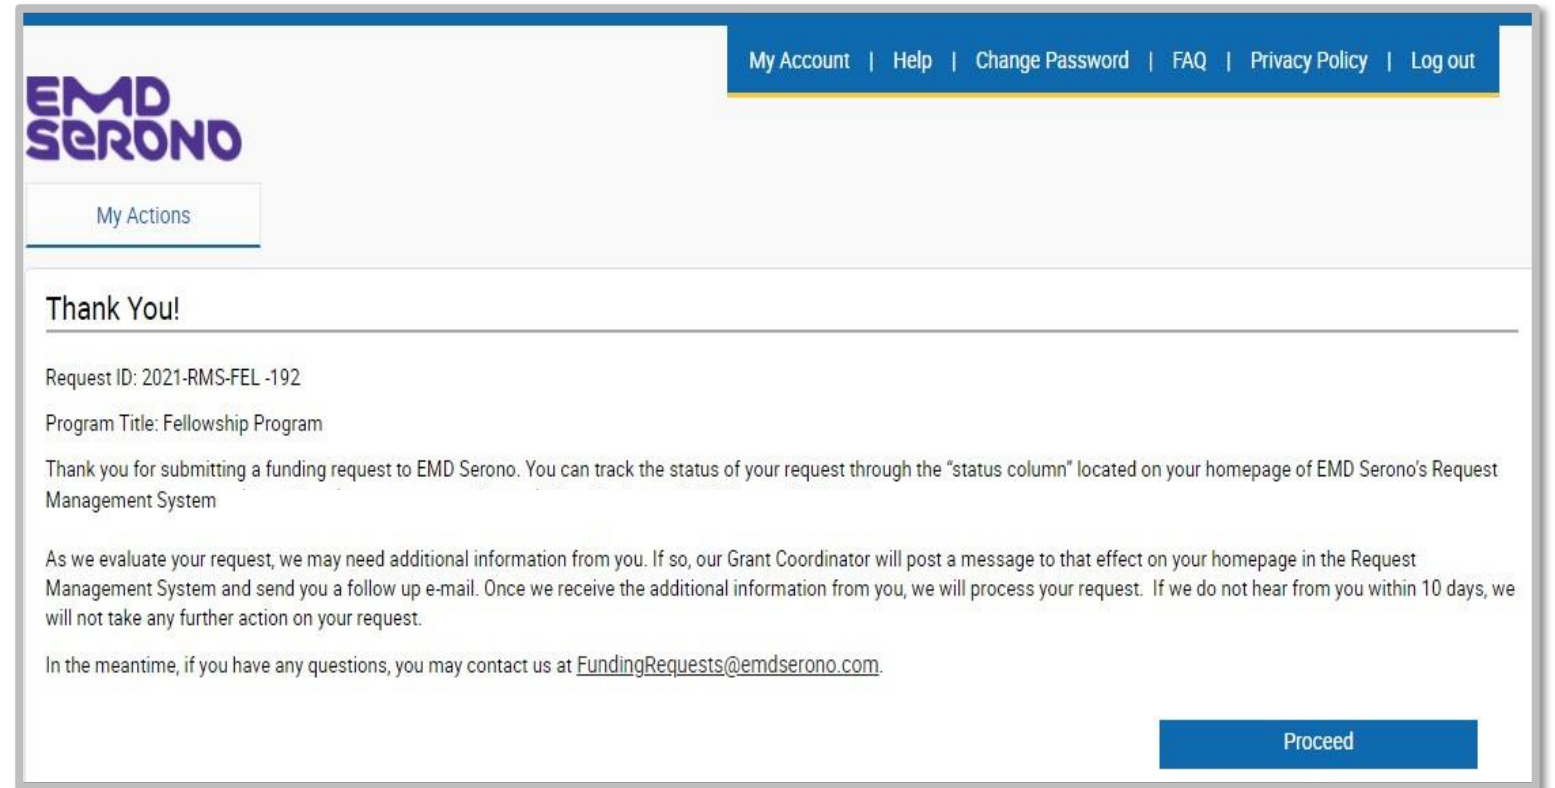 My Account | Help | Change Password | FAQ | Privacy Policy | Log out
EMD
SERONO
My Actions
Thank You!
Request ID: 2021-RMS-FEL -192
Program Title: Fellowship Program
Thank you for submitting a funding request to EMD Serono. You can track the status of your request through the “status column” located on your homepage of EMD Serono’s Request
Management System
As we evaluate your request, we may need additional information from you. If so, our Grant Coordinator will post a message to that effect on your homepage in the Request
Management System and send you a follow up e-mail. Once we receive the additional information from you, we will process your request.  If we do not hear from you within 10 days, we
will not take any further action on your request.
In the meantime, if you have any questions, you may contact us at FundingRequests@emdserono.com.
Proceed